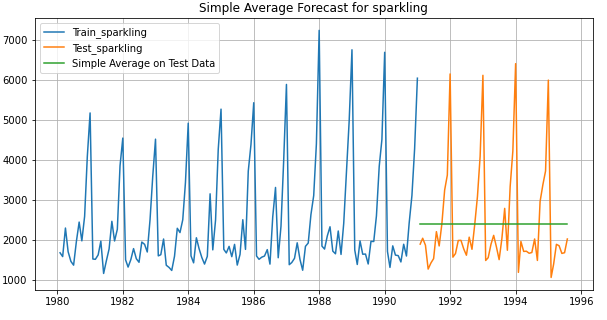 Simple Average Forecast for sparkling
Train_sparkling
Test_sparkling
Simple Average on Test Data
7000
6000
5000
4000
3000
2000
1000
1980 1982 1984 1986 1988 1990 1992 1994 1996